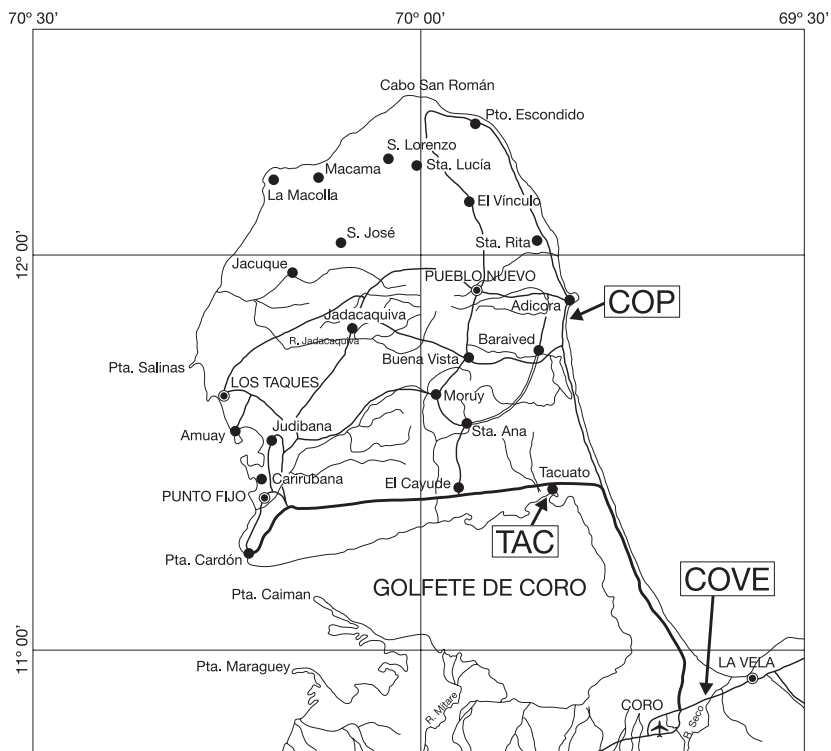 70º 30'
70º 00'
69º 30'
Cabo San Román
Pto. Escondido
S. Lorenzo
Macama
Sta. Lucía
La Macolla
El Vínculo
S. José
Sta. Rita
12º 00'
Jacuque
PUEBLO NUEVO
Adicora
COP
Jadacaquiva
R. Jadacaquiva
Baraived
Buena Vista
Pta. Salinas
LOS TAQUES
Moruy
Amuay
Judibana
Sta. Ana
Carirubana
El Cayude
Tacuato
PUNTO FIJO
TAC
Pta. Cardón
GOLFETE DE CORO
COVE
Pta. Caiman
11º 00'
Pta. Maraguey
LA VELA
R. Mitare
CORO
R. Seco